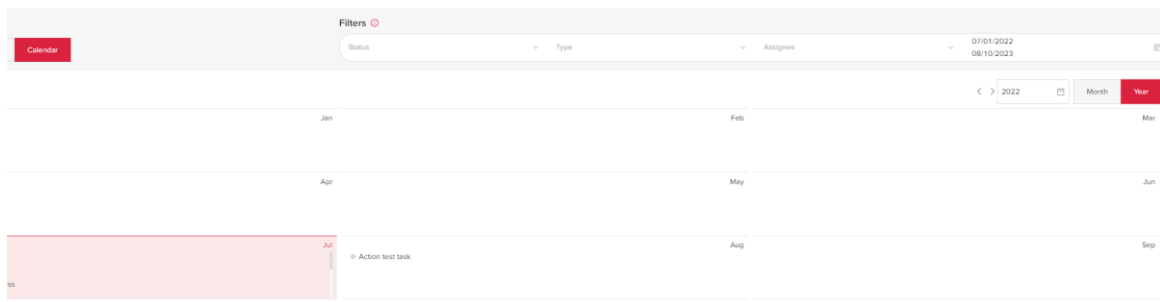 Filters
Calendar
Status
Type
Assignee
07/01/2022
08/10/2023
2022
Month
Year
Jan
Feb
Mar
Apr
May
Jun
Jul
Aug
Sep
Action test task
ss